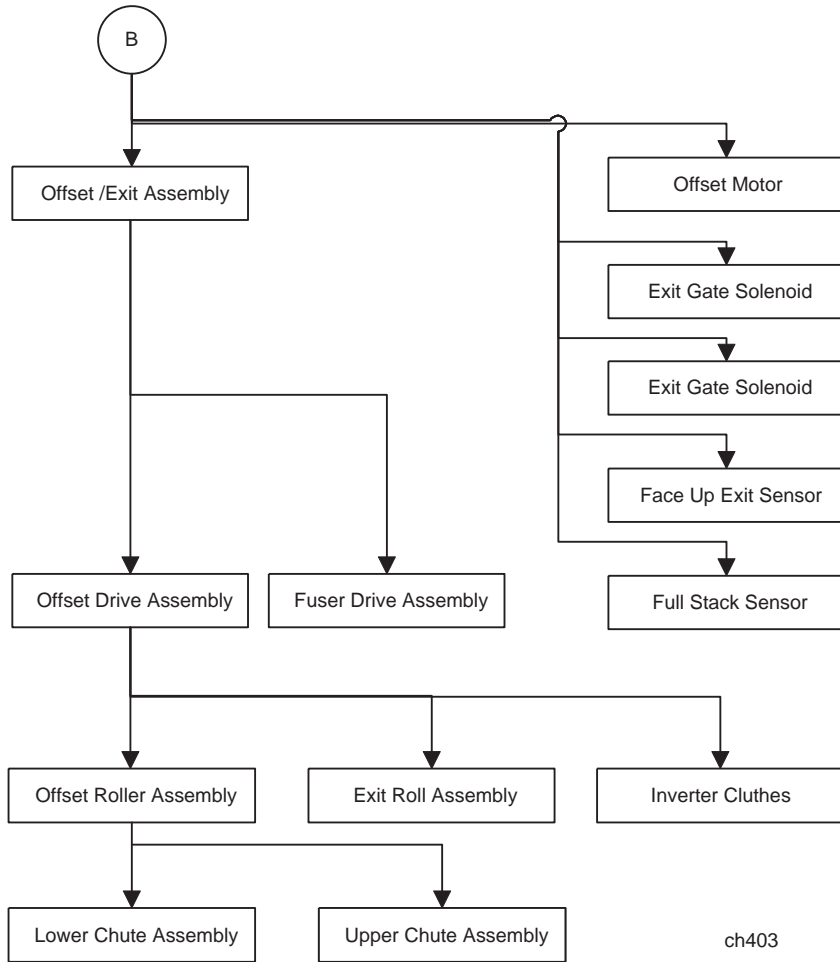 B
Offset /Exit Assembly
Offset Motor
Exit Gate Solenoid
Exit Gate Solenoid
Face Up Exit Sensor
Offset Drive Assembly
Fuser Drive Assembly
Full Stack Sensor
Offset Roller Assembly
Exit Roll Assembly
Inverter Cluthes
Lower Chute Assembly
Upper Chute Assembly
ch403